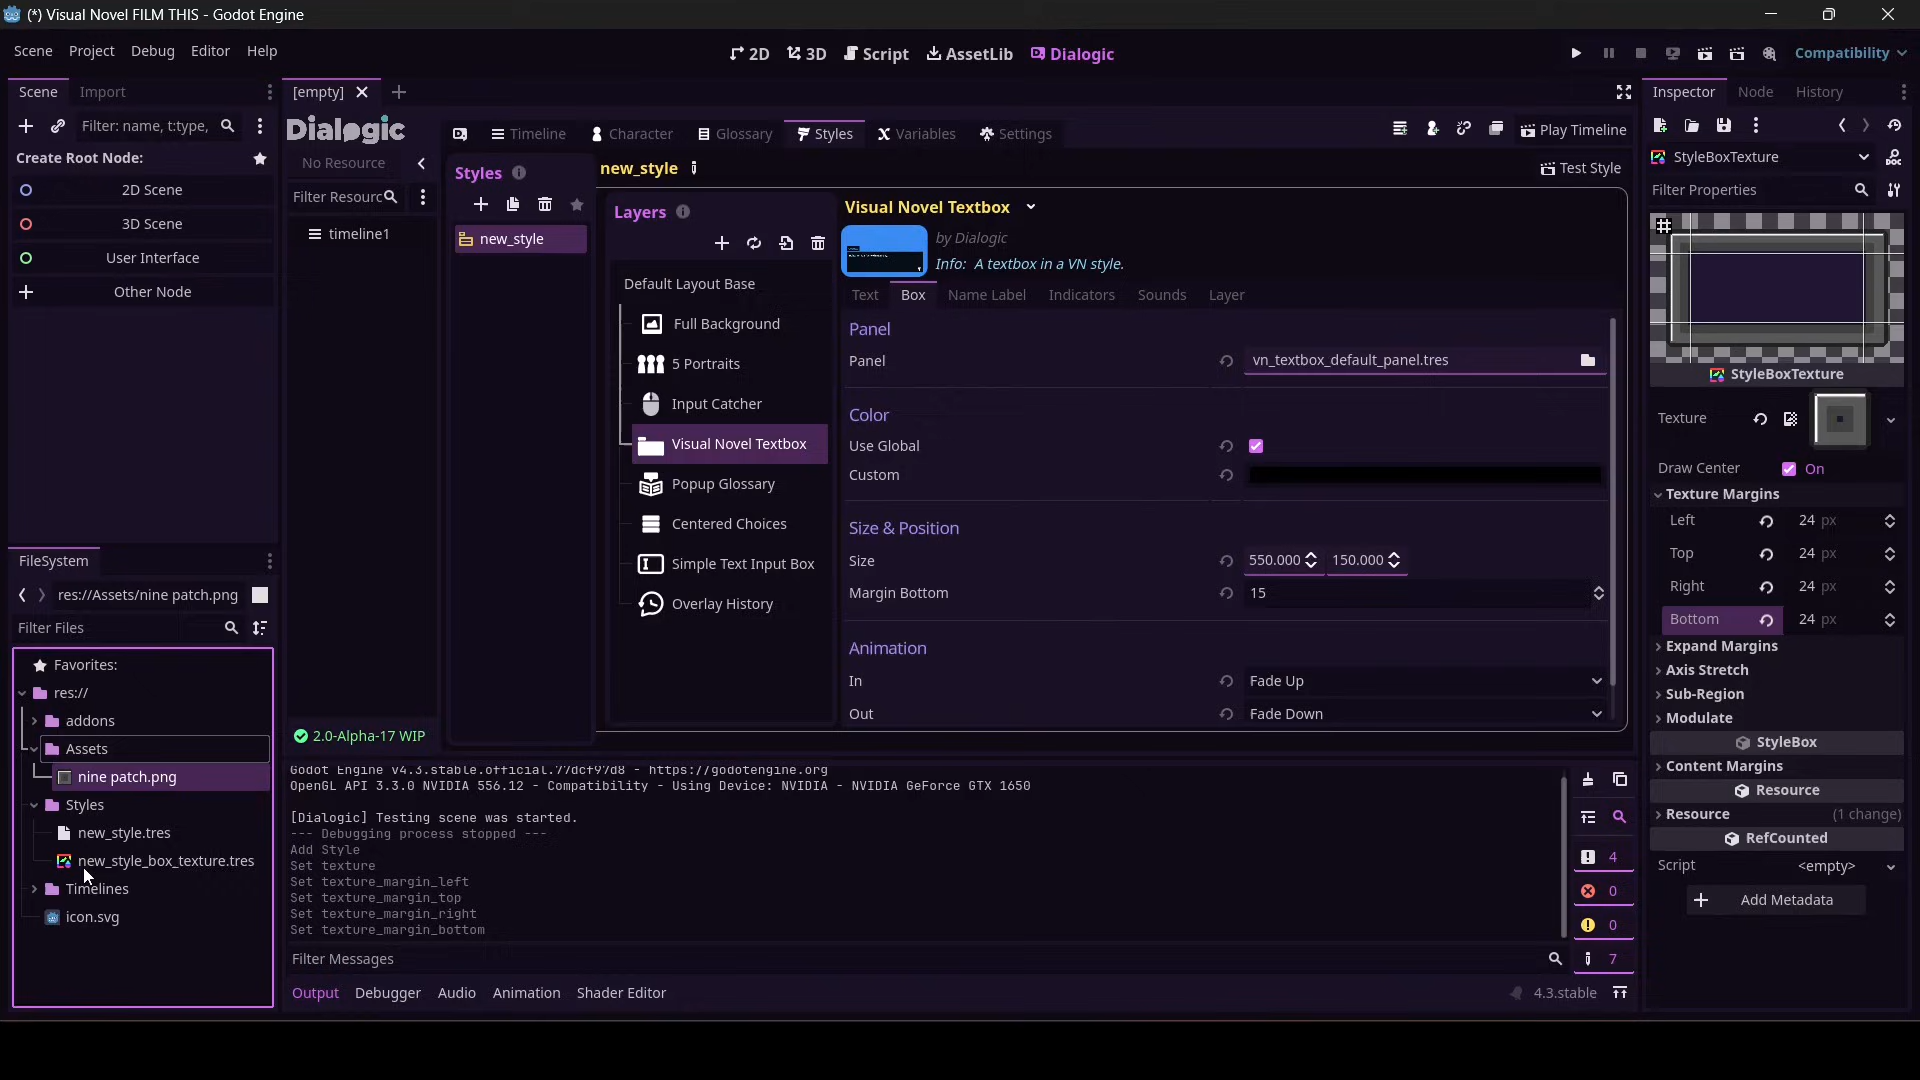 (*) Visual Novel FILM THIS - Godot Engine
Scene Project Debug Editor Help
2D 3D Script AssetLib Dialogic
Compatibility
Scene Import
Filter: name, t:type,
Create Root Node:
2D Scene
3D Scene
User Interface
Other Node
[empty]
Dialogic
Timeline Character Glossary Styles Variables Settings
Play Timeline
No Resource
Filter Resourc
timeline1
2.0-Alpha-17 WIP
Styles
new_style
new_style
Test Style
Layers
Default Layout Base
Full Background
5 Portraits
Input Catcher
Visual Novel Textbox
Popup Glossary
Centered Choices
Simple Text Input Box
Overlay History
Visual Novel Textbox
by Dialogic
Info: A textbox in a VN style.
Text Box Name Label Indicators Sounds Layer
Panel
Panel vn_textbox_default_panel.tres
Color
Use Global
Custom
Size & Position
Size 550.000 150.000
Margin Bottom 15
Animation
In Fade Up
Out Fade Down
FileSystem
res://Assets/nine patch.png
Filter Files
Favorites:
res://
addons
Assets
nine patch.png
Styles
new_style.tres
new_style_box_texture.tres
Timelines
icon.svg
Godot Engine v4.3.stable.official.77dcf97d8 - https://godotengine.org
OpenGL API 3.3.0 NVIDIA 556.12 - Compatibility - Using Device: NVIDIA - NVIDIA GeForce GTX 1650
[Dialogic] Testing scene was started.
--- Debugging process stopped ---
Add Style
Set texture
Set texture_margin_left
Set texture_margin_top
Set texture_margin_right
Set texture_margin_bottom
4
0
0
7
Filter Messages
Output Debugger Audio Animation Shader Editor
4.3.stable
Inspector Node History
StyleBoxTexture
Filter Properties
StyleBoxTexture
Texture
Draw Center On
Texture Margins
Left 24 px
Top 24 px
Right 24 px
Bottom 24 px
Expand Margins
Axis Stretch
Sub-Region
Modulate
StyleBox
Content Margins
Resource
Resource (1 change)
RefCounted
Script <empty>
Add Metadata